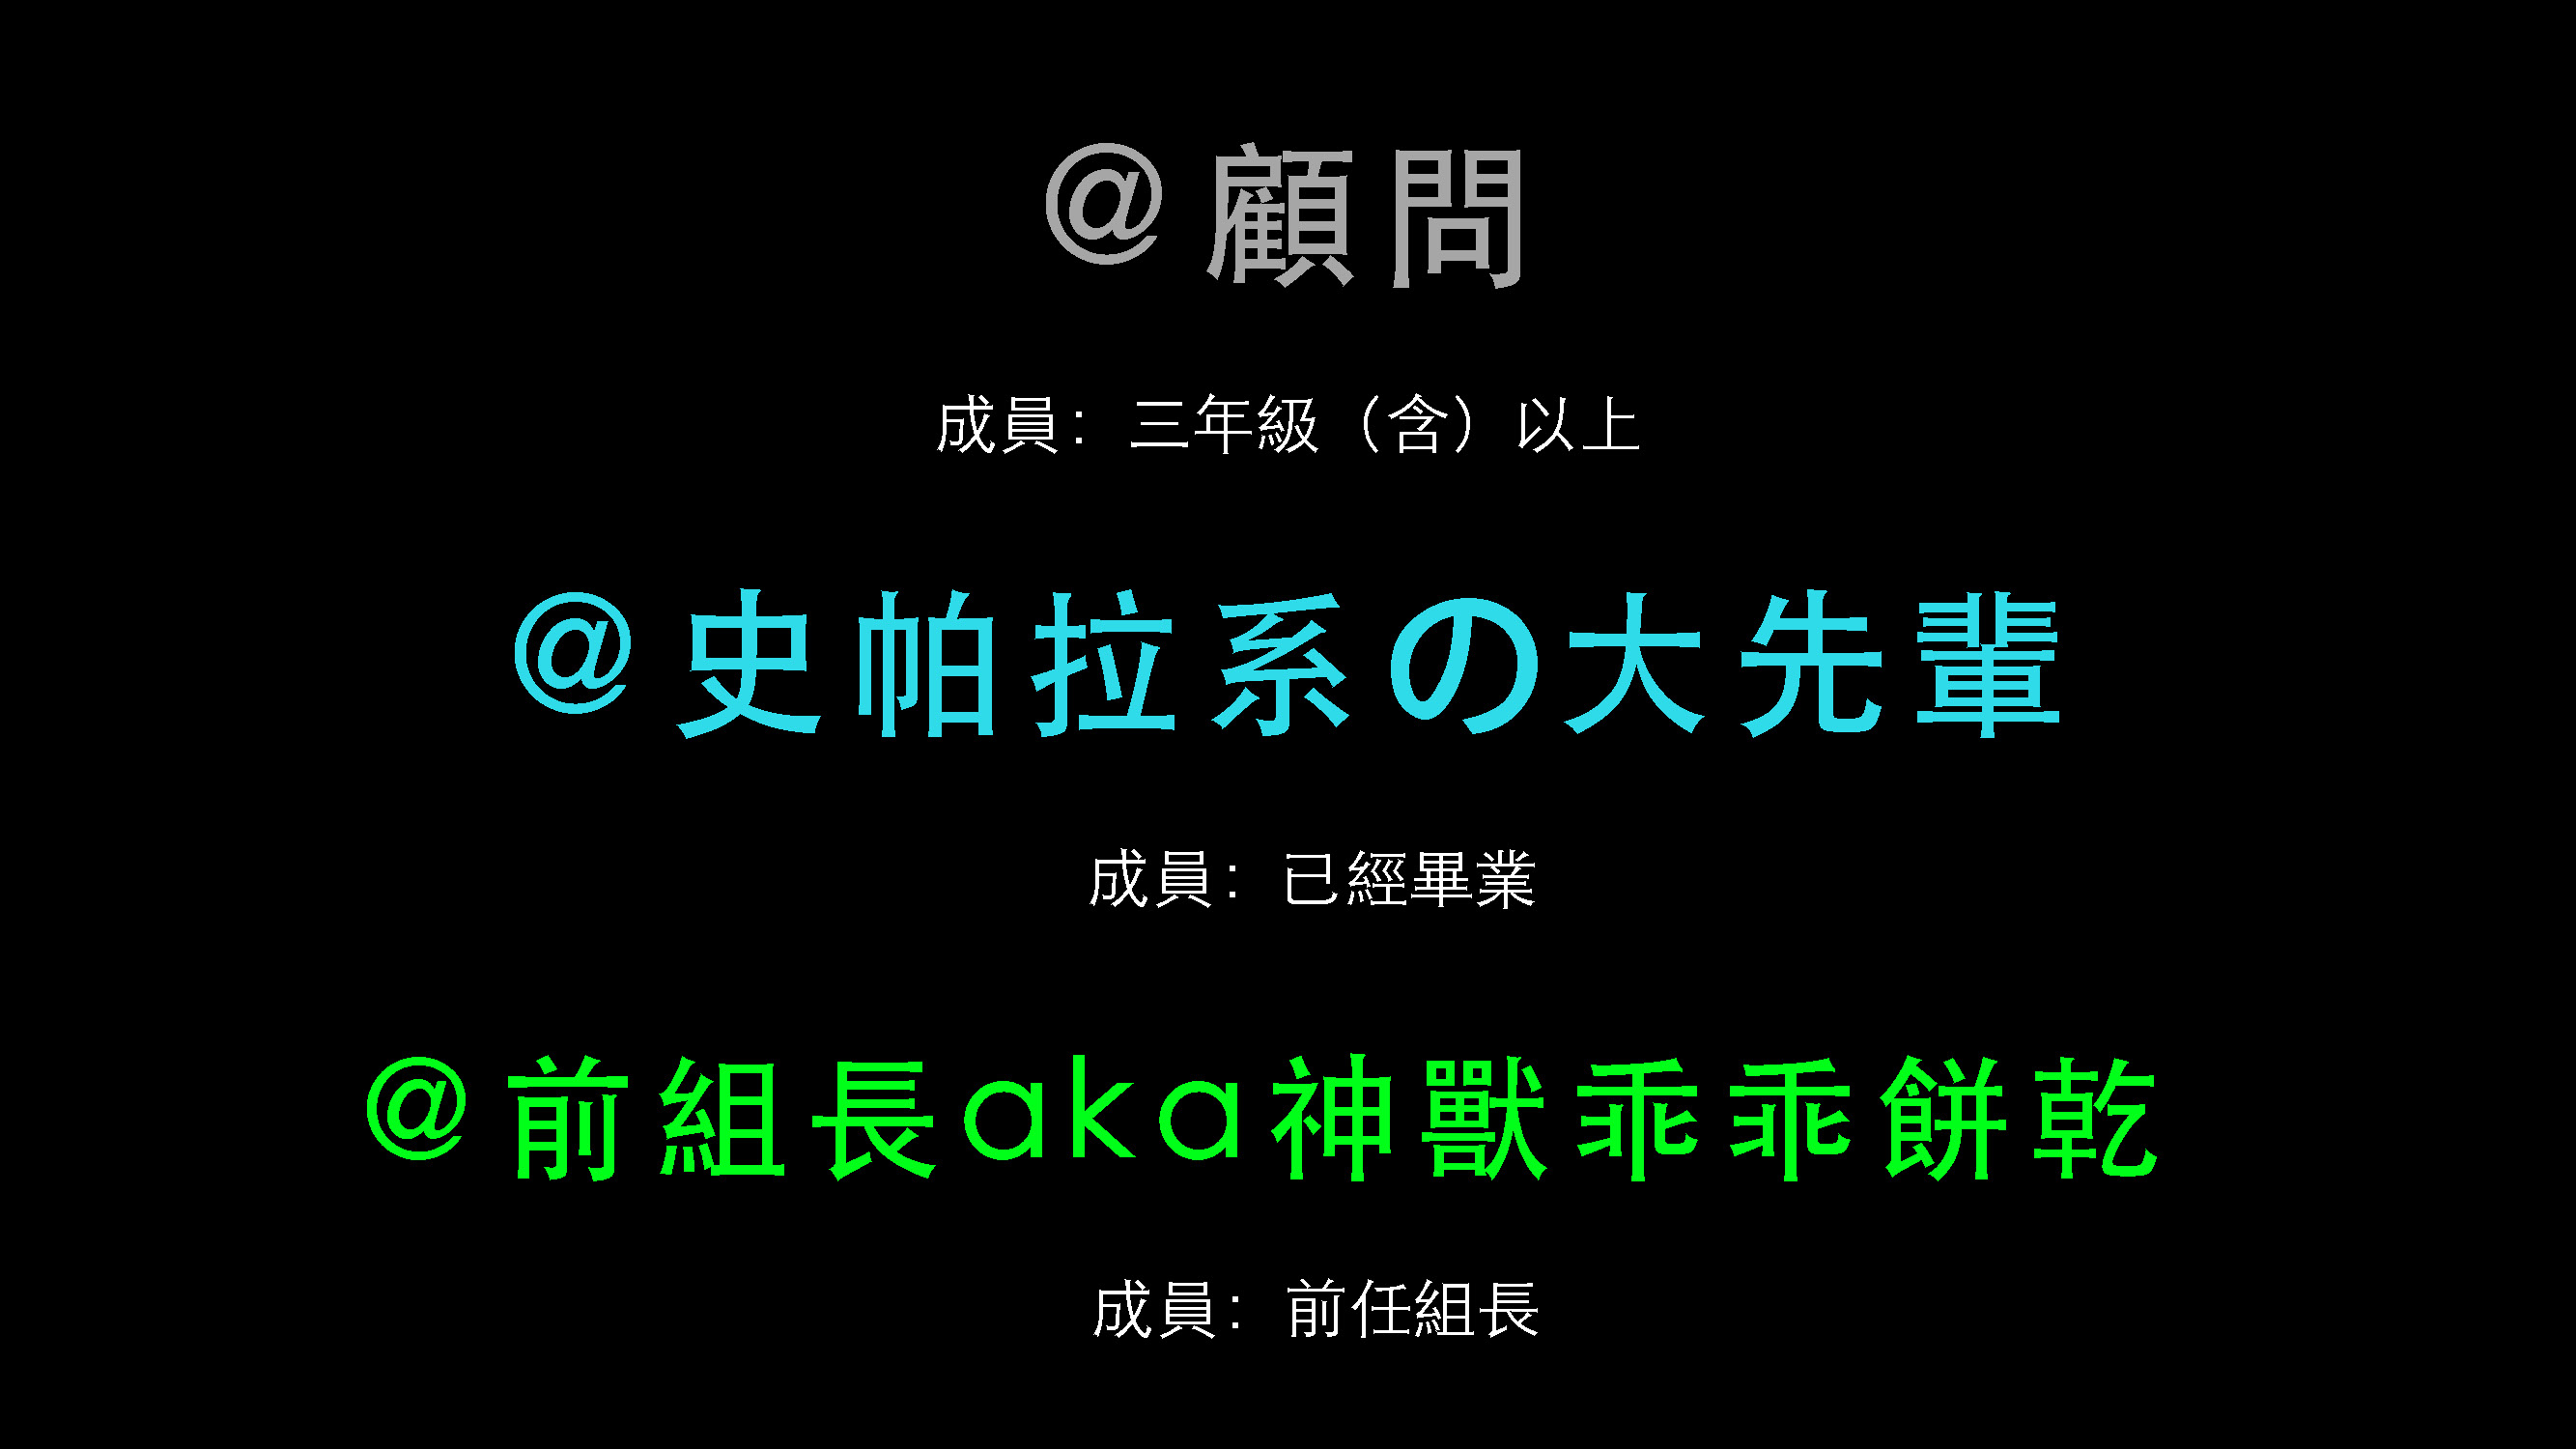 @顧問
成員：三年級（含）以上
@史帕拉系の大先輩
成員：已經畢業
@前組長aka神獸乖乖餅乾
成員：前任組長